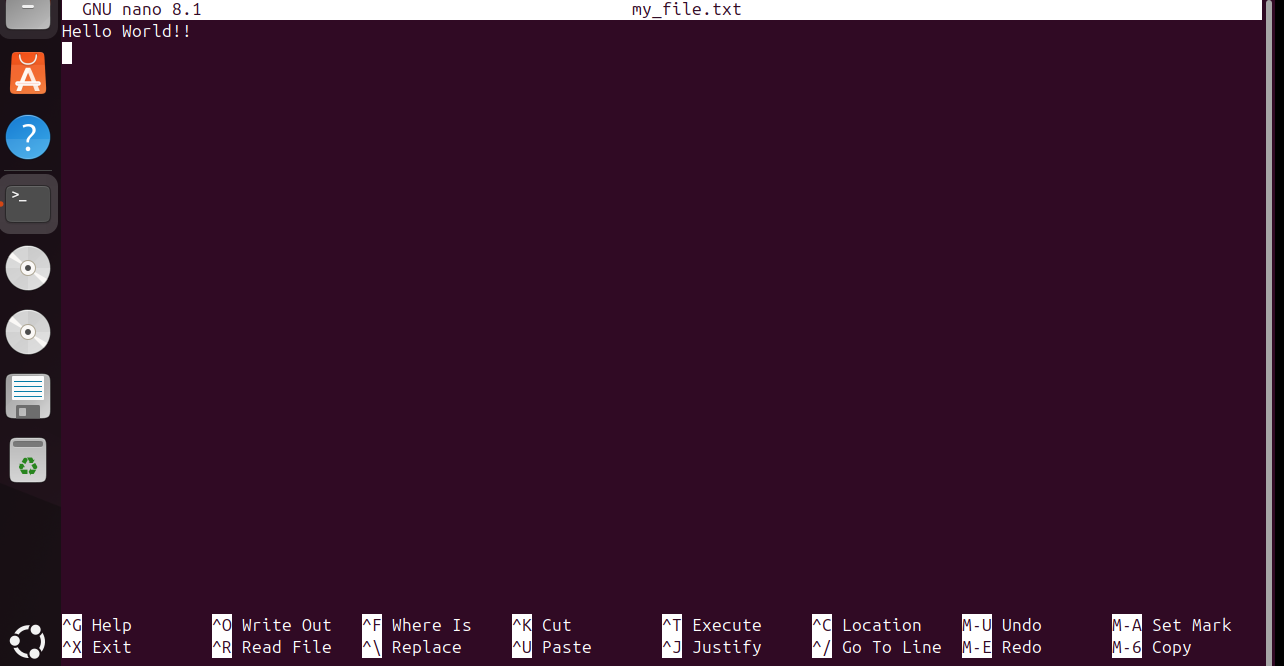 GNU nano 8.1 my_file.txt
Hello World!!
>_
?
^G Help ^O Write Out ^F Where Is ^K Cut ^T Execute ^C Location M-U Undo M-A Set Mark
^X Exit ^R Read File ^\ Replace ^U Paste ^J Justify ^/ Go To Line M-E Redo M-6 Copy